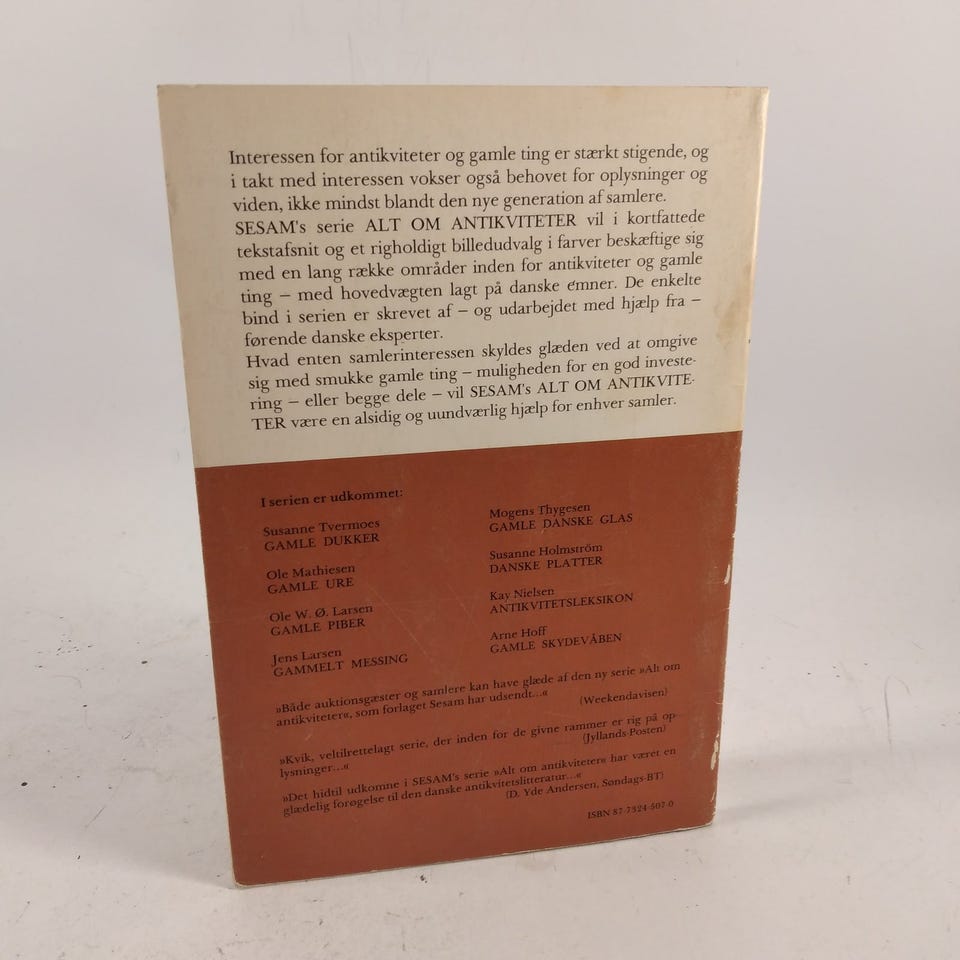 Interessen for antikviteter og gamle ting er stærkt stigende, og
i takt med interessen vokser også behovet for oplysninger og
viden, ikke mindst blandt den nye generation af samlere.
SESAM's serie ALT OM ANTIKVITETER vil i kortfattede
tekstafsnit og et righoldigt billedudvalg i farver beskæftige sig
med en lang række områder inden for antikviteter og gamle
ting – med hovedvægten lagt på danske emner. De enkelte
bind i serien er skrevet af – og udarbejdet med hjælp fra –
førende danske eksperter.
Hvad enten samlerinteressen skyldes glæden ved at omgive
sig med smukke gamle ting – muligheden for en god investe-
ring – eller begge dele – vil SESAM's ALT OM ANTIKVITE-
TER være en alsidig og uundværlig hjælp for enhver samler.
I serien er udkommet:
Susanne Tvermoes
GAMLE DUKKER
Ole Mathiesen
GAMLE URE
Ole W. Ø. Larsen
GAMLE PIBER
Jens Larsen
GAMMELT MESSING
Mogens Thygesen
GAMLE DANSKE GLAS
Susanne Holmström
DANSKE PLATTER
Kay Nielsen
ANTIKVITETSLEKSIKON
Arne Hoff
GAMLE SKYDEVÅBEN
»Både auktionsgæster og samlere kan have glæde af den ny serie »Alt om
antikviteter«, som forlaget Sesam har udsendt...«
(Weekendavisen)
»Kvik, veltilrettelagt serie, der inden for de givne rammer er rig på op-
lysninger...«
(Jyllands-Posten)
»Det hidtil udkomne i SESAM's serie »Alt om antikviteter« har været en
glædelig forøgelse til den danske antikvitetslitteratur...«
(D. Yde Andersen, Søndags-BT)
ISBN 87-7324-507-0